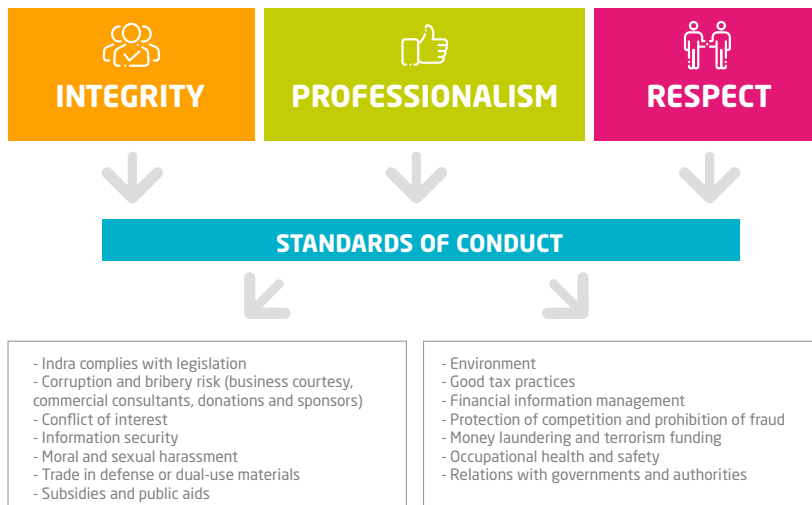 INTEGRITY
PROFESSIONALISM
RESPECT
STANDARDS OF CONDUCT
- Indra complies with legislation
- Corruption and bribery risk (business courtesy,
commercial consultants, donations and sponsors)
- Conflict of interest
- Information security
- Moral and sexual harassment
- Trade in defense or dual-use materials
- Subsidies and public aids
- Environment
- Good tax practices
- Financial information management
- Protection of competition and prohibition of fraud
- Money laundering and terrorism funding
- Occupational health and safety
- Relations with governments and authorities